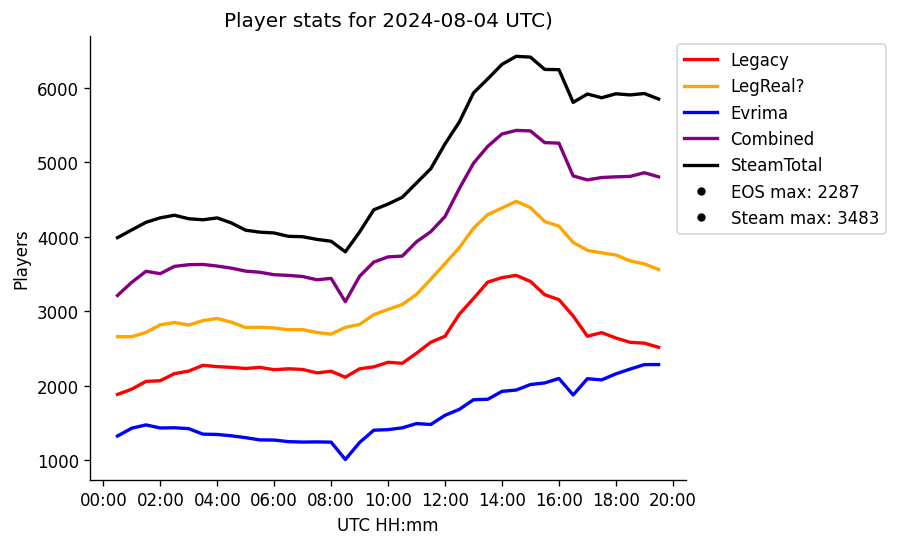 Player stats for 2024-08-04 UTC)
Players
6000
5000
4000
3000
2000
1000
00:00 02:00 04:00 06:00 08:00 10:00 12:00 14:00 16:00 18:00 20:00
UTC HH:mm
Legacy
LegReal?
Evrima
Combined
SteamTotal
EOS max: 2287
Steam max: 3483